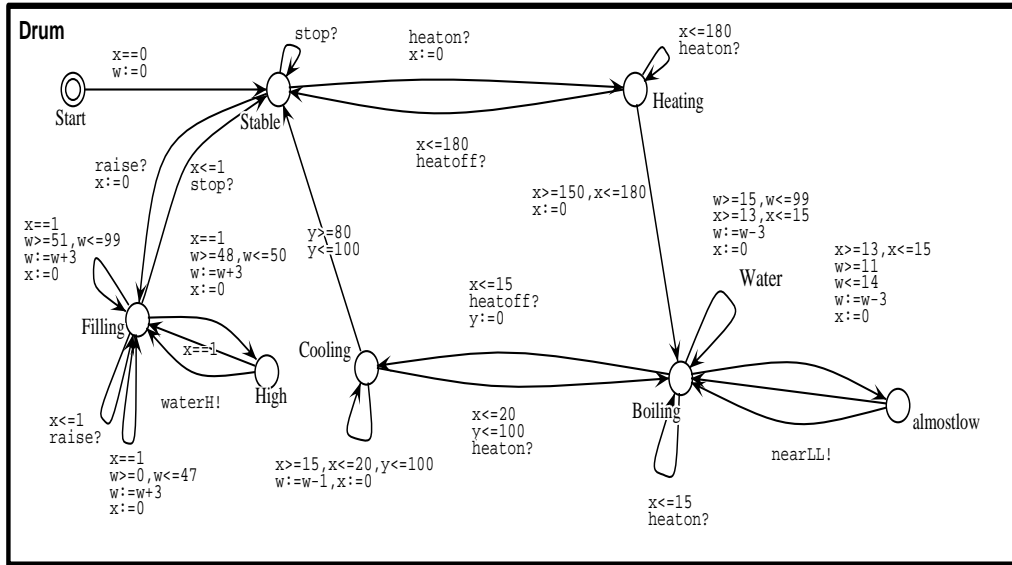 Drum
x==0
w:=0
Start
stop?
Stable
heaton?
x:=0
x<=180
heaton?
Heating
x<=180
heatoff?
raise?
x:=0
x<=1
stop?
x>=150,x<=180
x:=0
w>=15,w<=99
x>=13,x<=15
w:=w-3
x:=0
Water
x==1
w>=51,w<=99
w:=w+3
x:=0
x==1
w>=48,w<=50
w:=w+3
x:=0
y>=80
y<=100
x>=13,x<=15
w>=11
w<=14
w:=w-3
x:=0
x<=15
heatoff?
y:=0
Filling
x==1
High
waterH!
Cooling
Boiling
almostlow
nearLL!
x<=1
raise?
x==1
w>=0,w<=47
w:=w+3
x:=0
x>=15,x<=20,y<=100
w:=w-1,x:=0
x<=20
y<=100
heaton?
x<=15
heaton?